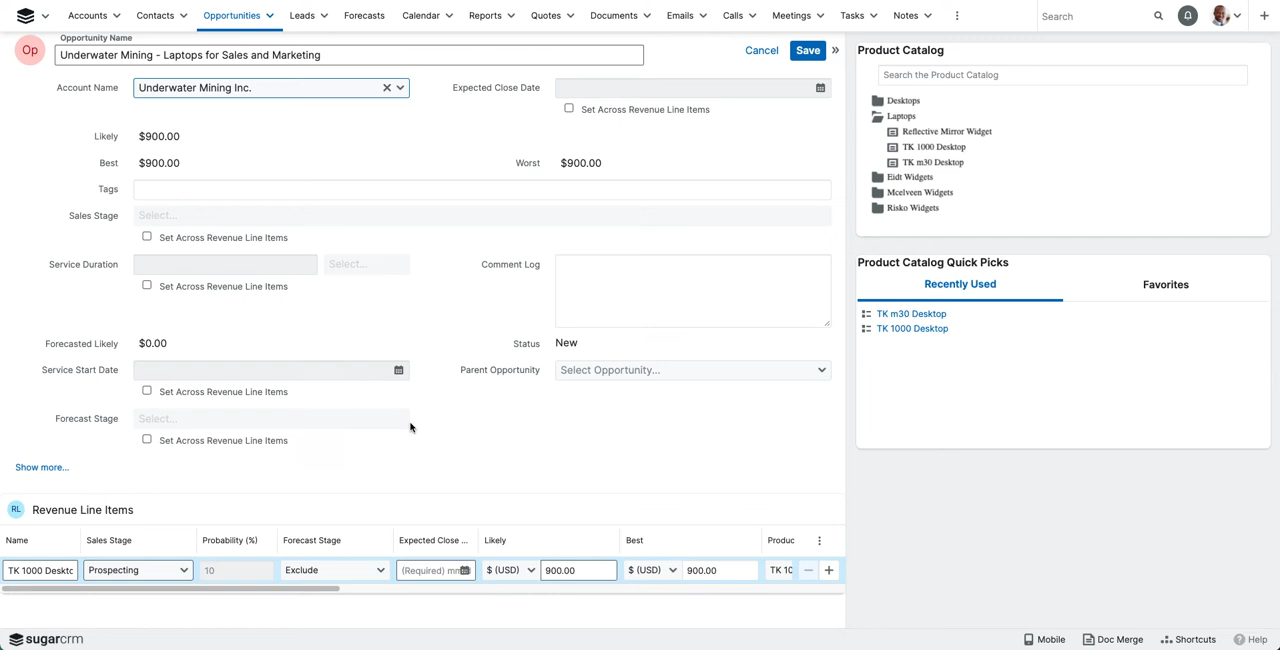 Accounts Contacts Opportunities Leads Forecasts Calendar Reports Quotes Documents Emails Calls Meetings Tasks Notes Search
Op
Opportunity Name
Underwater Mining - Laptops for Sales and Marketing
Cancel Save
Account Name Underwater Mining Inc.
Expected Close Date
Set Across Revenue Line Items
Likely $900.00
Best $900.00 Worst $900.00
Tags
Sales Stage Select...
Set Across Revenue Line Items
Service Duration Select... Comment Log
Set Across Revenue Line Items
Forecasted Likely $0.00 Status New
Service Start Date Parent Opportunity Select Opportunity...
Set Across Revenue Line Items
Forecast Stage Select...
Set Across Revenue Line Items
Show more...
RL Revenue Line Items
Name Sales Stage Probability (%) Forecast Stage Expected Close ... Likely Best Produc
TK 1000 Deskto Prospecting 10 Exclude (Required) mm $ (USD) 900.00 $ (USD) 900.00 TK 10
Product Catalog
Search the Product Catalog
Desktops
Laptops
Reflective Mirror Widget
TK 1000 Desktop
TK m30 Desktop
Eidt Widgets
Mcelveen Widgets
Risko Widgets
Product Catalog Quick Picks
Recently Used Favorites
TK m30 Desktop
TK 1000 Desktop
sugarcrm Mobile Doc Merge Shortcuts Help